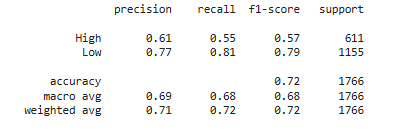 precision recall f1-score support
High 0.61 0.55 0.57 611
Low 0.77 0.81 0.79 1155
accuracy 0.72 1766
macro avg 0.69 0.68 0.68 1766
weighted avg 0.71 0.72 0.72 1766